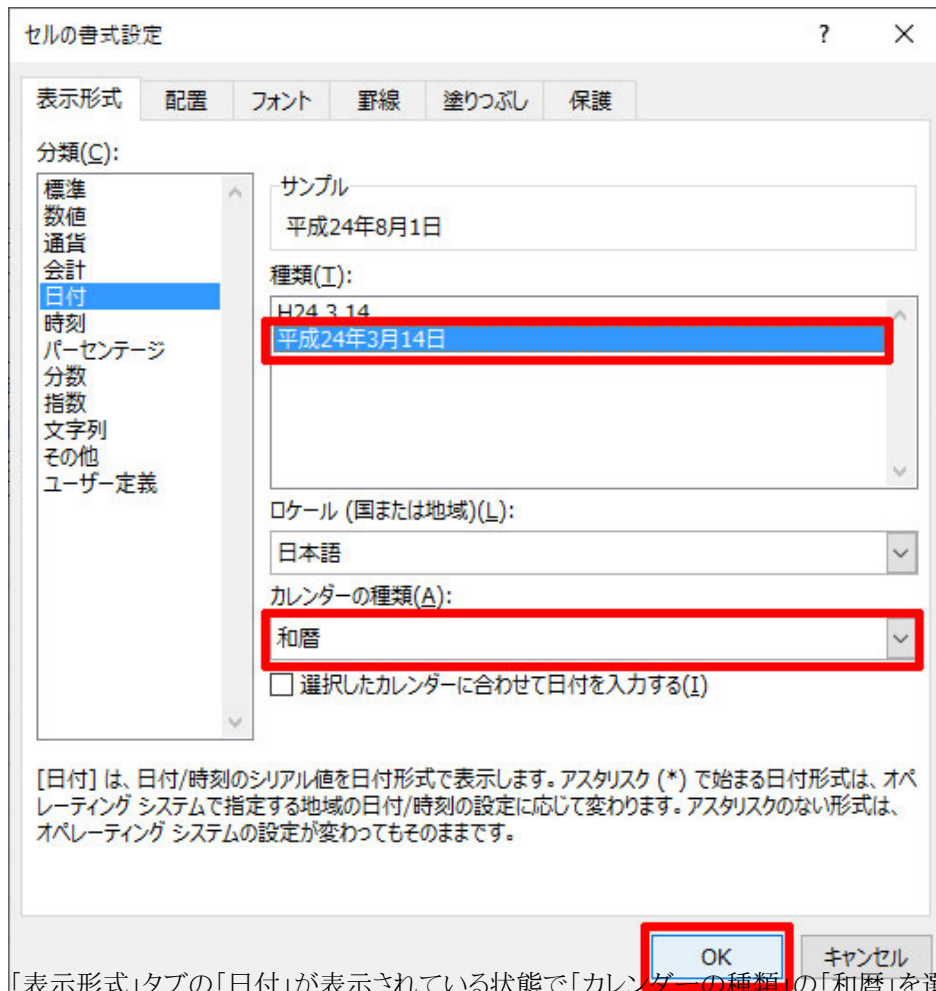 セルの書式設定 ? ×
表示形式 配置 フォント 罫線 塗りつぶし 保護
分類(C):
標準
数値
通貨
会計
日付
時刻
パーセンテージ
分数
指数
文字列
その他
ユーザー定義
サンプル
平成24年8月1日
種類(T):
H24.3.14
平成24年3月14日
ロケール (国または地域)(L):
日本語
カレンダーの種類(A):
和暦
選択したカレンダーに合わせて日付を入力する(I)
[日付] は、日付/時刻のシリアル値を日付形式で表示します。アスタリスク (*) で始まる日付形式は、オペ
レーティング システムで指定する地域の日付/時刻の設定に応じて変わります。アスタリスクのない形式は、
オペレーティング システムの設定が変わってもそのままです。
OK キャンセル
「表示形式」タブの「日付」が表示されている状態で「カレンダーの種類」の「和暦」を選